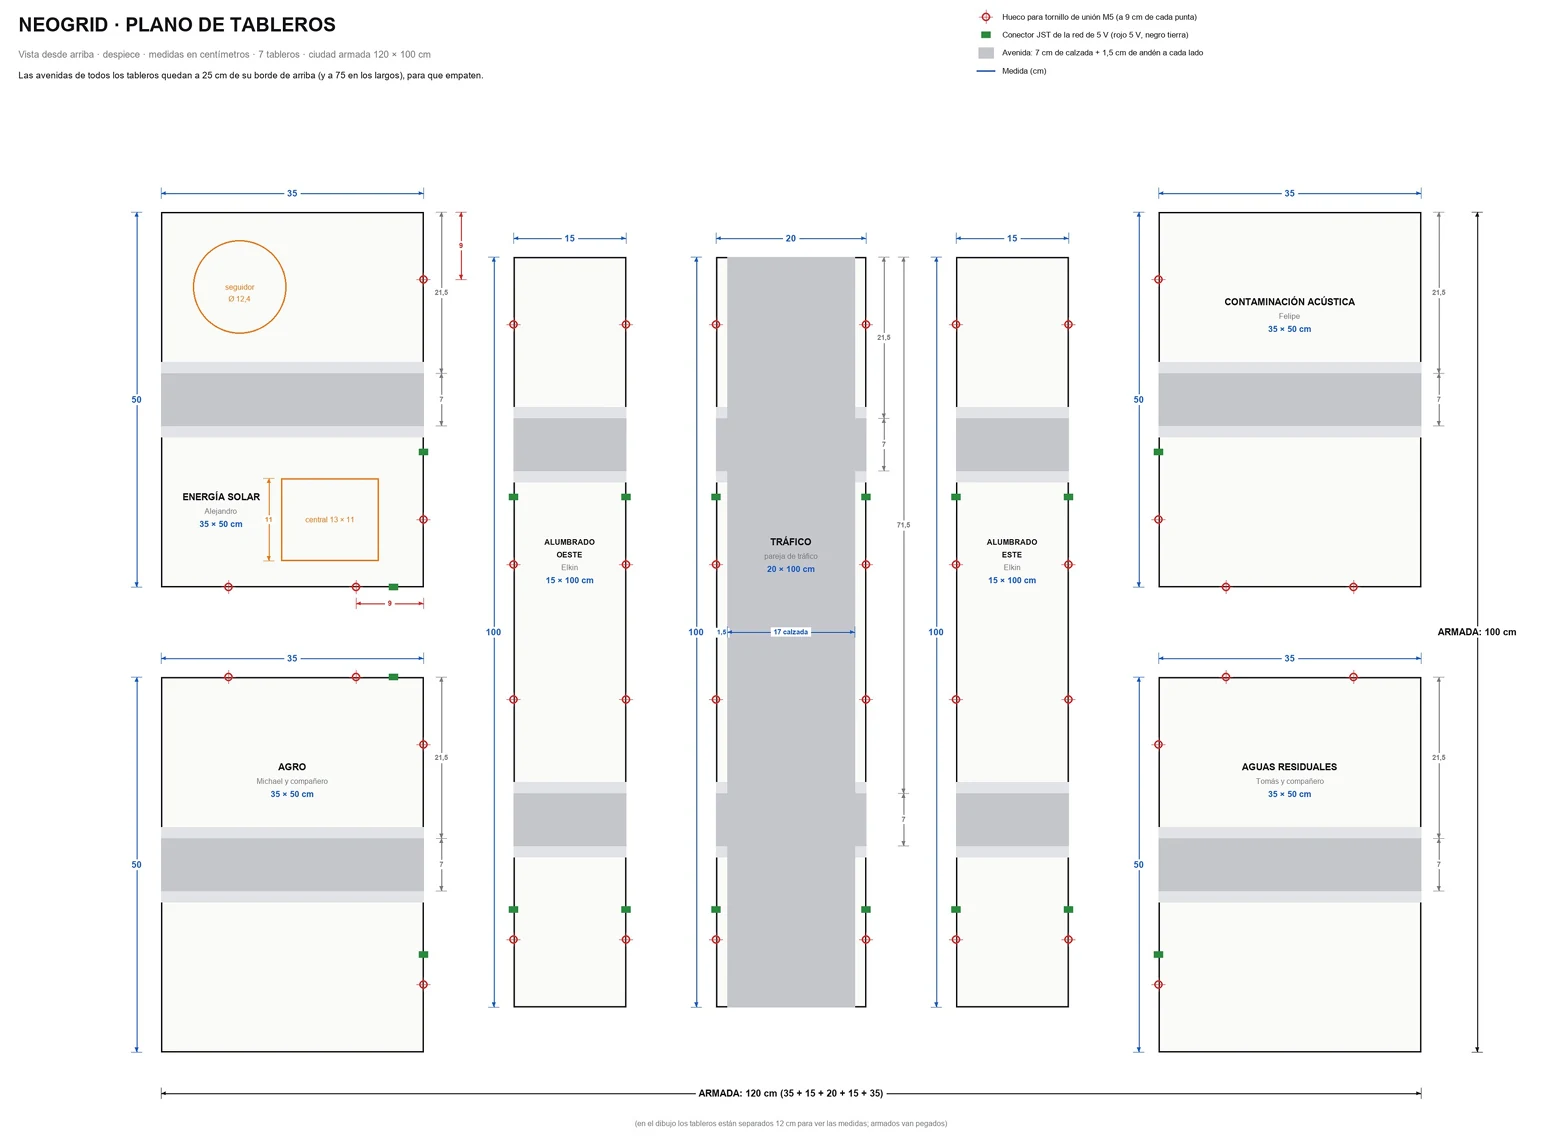 NEOGRID · PLANO DE TABLEROS
Vista desde arriba · despiece · medidas en centímetros · 7 tableros · ciudad armada 120 × 100 cm
Las avenidas de todos los tableros quedan a 25 cm de su borde de arriba (y a 75 en los largos), para que empaten.
Hueco para tornillo de unión M5 (a 9 cm de cada punta)
Conector JST de la red de 5 V (rojo 5 V, negro tierra)
Avenida: 7 cm de calzada + 1,5 cm de andén a cada lado
Medida (cm)
35
50
seguidor
Ø 12,4
9
21,5
7
ENERGÍA SOLAR
Alejandro
35 × 50 cm
11
central 13 × 11
9
35
50
AGRO
Michael y compañero
35 × 50 cm
21,5
7
15
100
ALUMBRADO
OESTE
Elkin
15 × 100 cm
20
100
TRÁFICO
pareja de tráfico
20 × 100 cm
1,5
17 calzada
21,5
7
71,5
7
15
100
ALUMBRADO
ESTE
Elkin
15 × 100 cm
35
50
CONTAMINACIÓN ACÚSTICA
Felipe
35 × 50 cm
21,5
7
ARMADA: 100 cm
35
50
AGUAS RESIDUALES
Tomás y compañero
35 × 50 cm
21,5
7
ARMADA: 120 cm (35 + 15 + 20 + 15 + 35)
(en el dibujo los tableros están separados 12 cm para ver las medidas; armados van pegados)